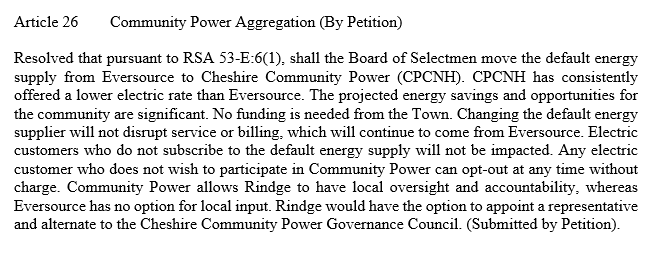 Article 26 Community Power Aggregation (By Petition)
Resolved that pursuant to RSA 53-E:6(1), shall the Board of Selectmen move the default energy
supply from Eversource to Cheshire Community Power (CPCNH). CPCNH has consistently
offered a lower electric rate than Eversource. The projected energy savings and opportunities for
the community are significant. No funding is needed from the Town. Changing the default energy
supplier will not disrupt service or billing, which will continue to come from Eversource. Electric
customers who do not subscribe to the default energy supply will not be impacted. Any electric
customer who does not wish to participate in Community Power can opt-out at any time without
charge. Community Power allows Rindge to have local oversight and accountability, whereas
Eversource has no option for local input. Rindge would have the option to appoint a representative
and alternate to the Cheshire Community Power Governance Council. (Submitted by Petition).